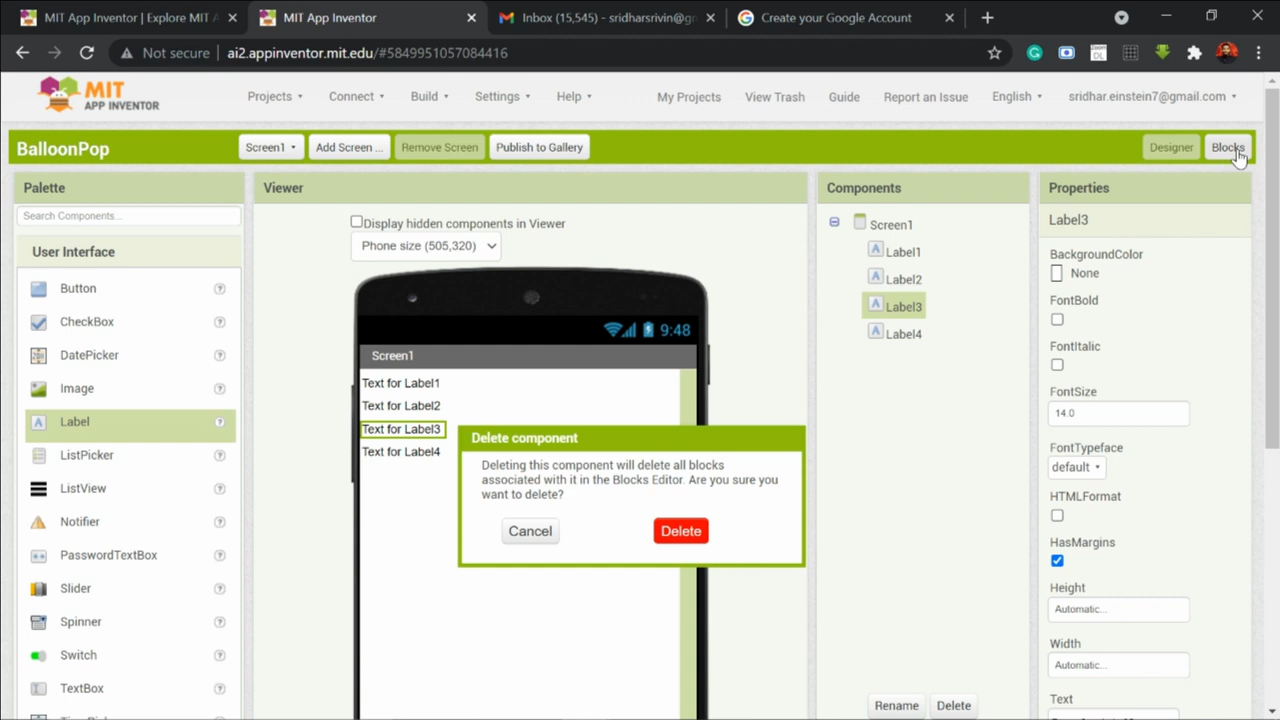 MIT App Inventor | Explore MIT A
MIT App Inventor
Inbox (15,545) - sridharsrivin@gm
Create your Google Account
Not secure
ai2.appinventor.mit.edu/#5849951057084416
MIT
APP INVENTOR
Projects
Connect
Build
Settings
Help
My Projects
View Trash
Guide
Report an Issue
English
sridhar.einstein7@gmail.com
BalloonPop
Screen1
Add Screen ...
Remove Screen
Publish to Gallery
Designer
Blocks
Palette
Search Components...
User Interface
Button
?
CheckBox
?
DatePicker
?
Image
?
Label
?
ListPicker
?
ListView
?
Notifier
?
PasswordTextBox
?
Slider
?
Spinner
?
Switch
?
TextBox
?
Viewer
Display hidden components in Viewer
Phone size (505,320)
9:48
Screen1
Text for Label1
Text for Label2
Text for Label3
Text for Label4
Delete component
Deleting this component will delete all blocks
associated with it in the Blocks Editor. Are you sure you
want to delete?
Cancel
Delete
Components
Screen1
Label1
Label2
Label3
Label4
Rename
Delete
Properties
Label3
BackgroundColor
None
FontBold
FontItalic
FontSize
14.0
FontTypeface
default
HTMLFormat
HasMargins
Height
Automatic...
Width
Automatic...
Text